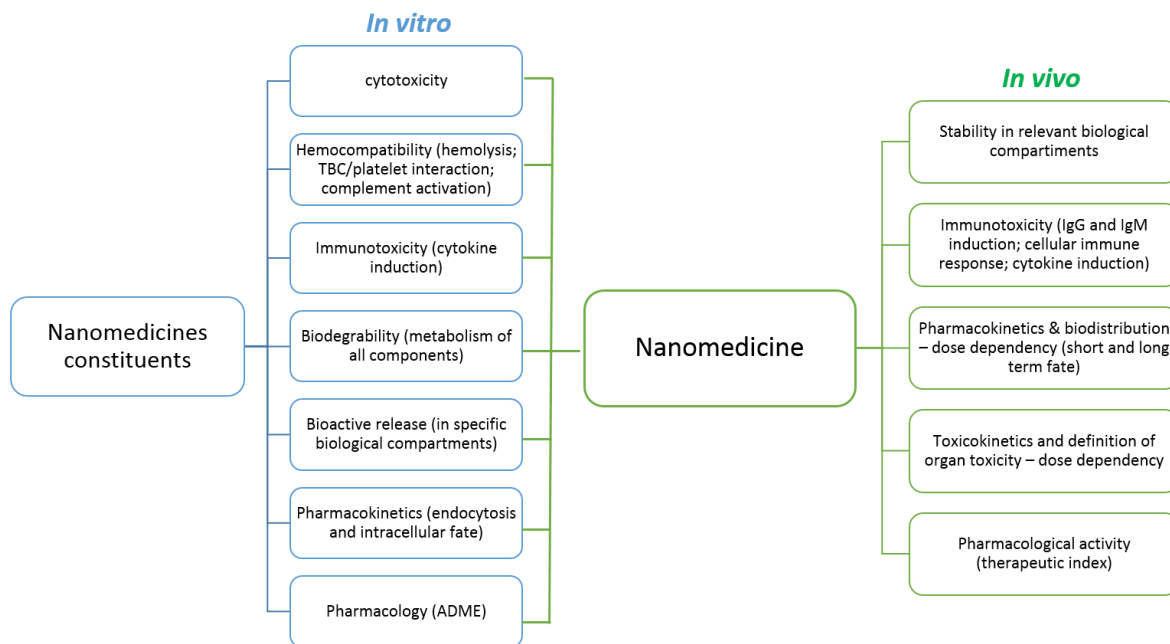 In vitro
cytotoxicity
Hemocompatibility (hemolysis;
TBC/platelet interaction;
complement activation)
Immunotoxicity (cytokine
induction)
Biodegrability (metabolism of
all components)
Bioactive release (in specific
biological compartments)
Pharmacokinetics (endocytosis
and intracellular fate)
Pharmacology (ADME)
Nanomedicines
constituents
Nanomedicine
In vivo
Stability in relevant biological
compartiments
Immunotoxicity (IgG and IgM
induction; cellular immune
response; cytokine induction)
Pharmacokinetics & biodistribution
– dose dependency (short and long
term fate)
Toxicokinetics and definition of
organ toxicity – dose dependency
Pharmacological activity
(therapeutic index)